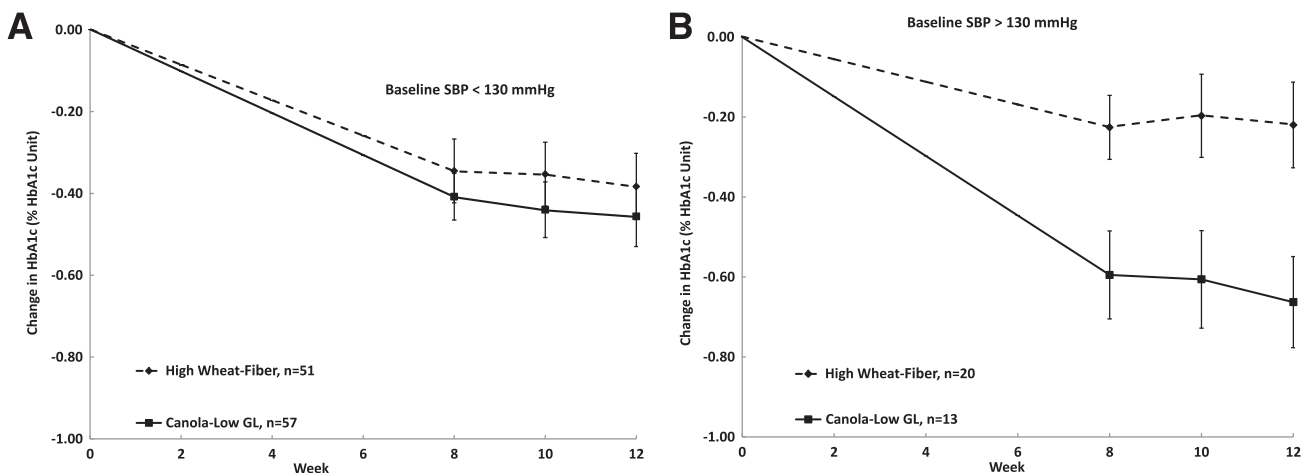 A
Baseline SBP < 130 mmHg
Change in HbA1c (% HbA1c Unit)
0.00
-0.20
-0.40
-0.60
-0.80
-1.00
High Wheat-Fiber, n=51
Canola-Low GL, n=57
0 2 4 6 8 10 12
Week
B
Baseline SBP > 130 mmHg
Change in HbA1c (% HbA1c Unit)
0.00
-0.20
-0.40
-0.60
-0.80
-1.00
High Wheat-Fiber, n=20
Canola-Low GL, n=13
0 2 4 6 8 10 12
Week